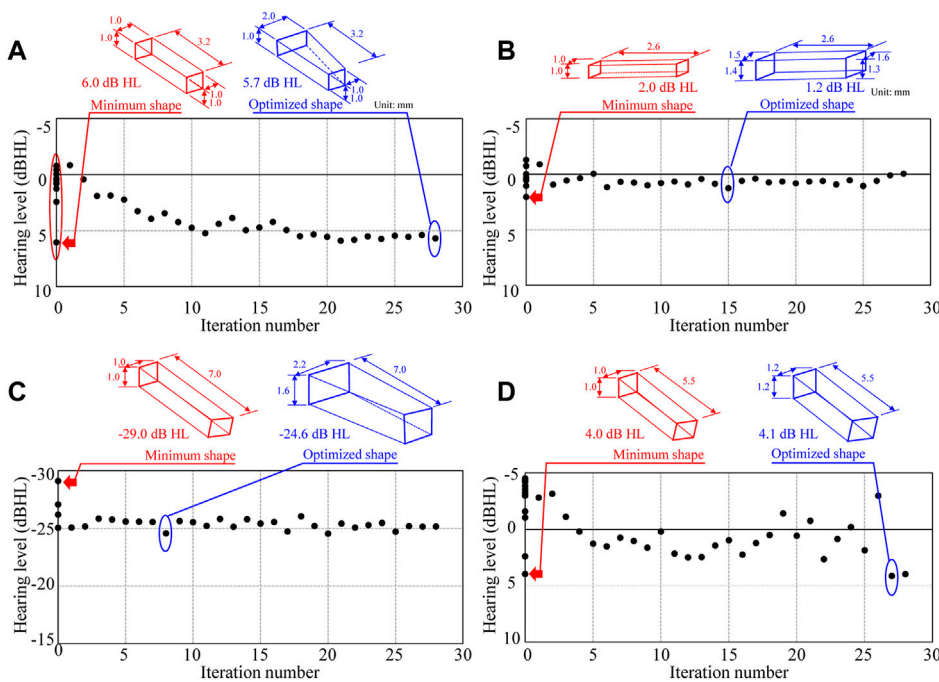 A
1.0
2.0
1.0
3.2
1.0
1.0
6.0 dB HL
Minimum shape
2.0
1.0
3.2
1.0
1.0
5.7 dB HL
Unit: mm
Optimized shape
Hearing level (dBHL)
-5
0
5
10
0 5 10 15 20 25 30
Iteration number
B
1.0
1.0
2.6
2.0 dB HL
Minimum shape
1.5
1.4
2.6
1.6
1.3
1.2 dB HL
Unit: mm
Optimized shape
Hearing level (dBHL)
-5
0
5
10
0 5 10 15 20 25 30
Iteration number
C
1.0
1.0
7.0
-29.0 dB HL
Minimum shape
2.2
1.6
7.0
-24.6 dB HL
Optimized shape
Hearing level (dBHL)
-30
-25
-20
-15
0 5 10 15 20 25 30
Iteration number
D
1.0
1.0
5.5
4.0 dB HL
Minimum shape
1.2
1.2
5.5
4.1 dB HL
Optimized shape
Hearing level (dBHL)
-5
0
5
10
0 5 10 15 20 25 30
Iteration number